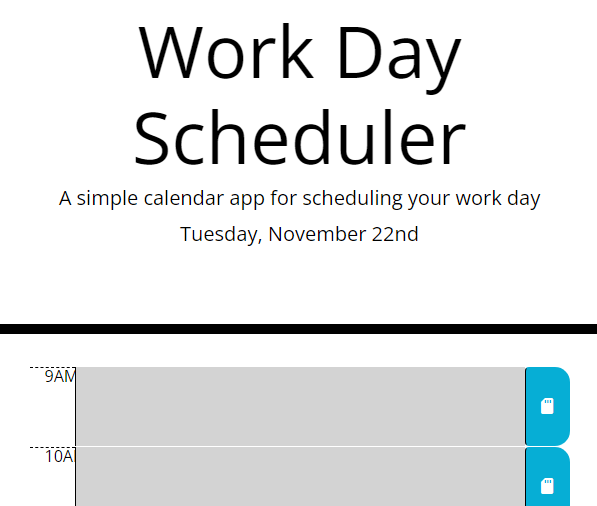 Work Day
Scheduler
A simple calendar app for scheduling your work day
Tuesday, November 22nd
9AM
10A